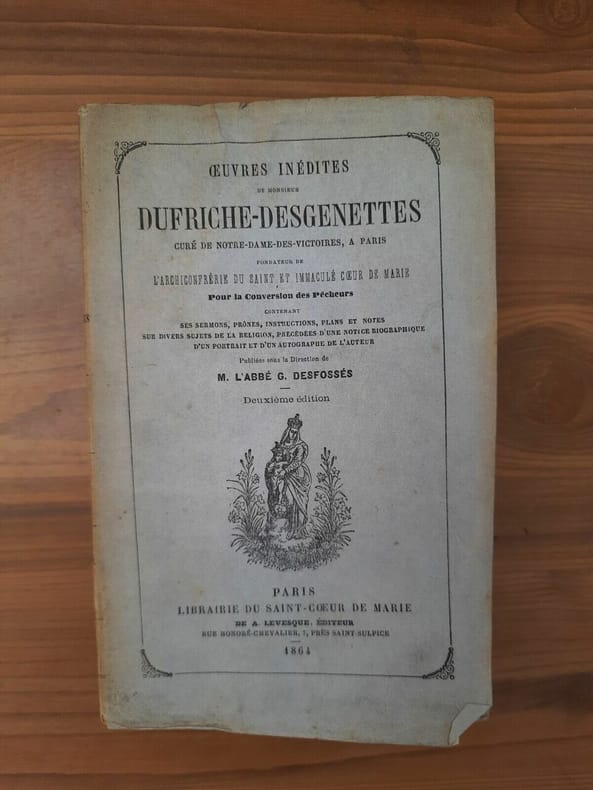 ŒUVRES INÉDITES
DE MONSIEUR
DUFRICHE-DESGENETTES
CURÉ DE NOTRE-DAME-DES-VICTOIRES, A PARIS
FONDATEUR DE
L'ARCHICONFRÉRIE DU SAINT ET IMMACULÉ CŒUR DE MARIE
Pour la Conversion des Pécheurs
CONTENANT
SES SERMONS, PRÔNES, INSTRUCTIONS, PLANS ET NOTES
SUR DIVERS SUJETS DE LA RELIGION, PRÉCÉDÉES D'UNE NOTICE BIOGRAPHIQUE
D'UN PORTRAIT ET D'UN AUTOGRAPHE DE L'AUTEUR
Publiées sous la Direction de
M. L'ABBÉ G. DESFOSSÉS
Deuxième édition
PARIS
LIBRAIRIE DU SAINT-CŒUR DE MARIE
DE A. LEVESQUE, ÉDITEUR
RUE HONORÉ-CHEVALIER, PRÈS SAINT-SULPICE
1864